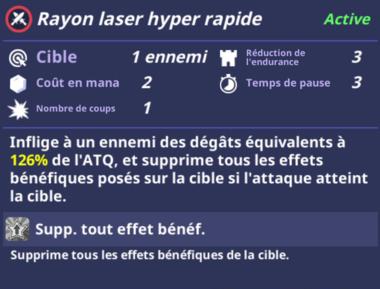 Rayon laser hyper rapide Active
Cible 1 ennemi Réduction de l'endurance 3
Coût en mana 2 Temps de pause 3
Nombre de coups 1
Inflige à un ennemi des dégâts équivalents à
126% de l'ATQ, et supprime tous les effets
bénéfiques posés sur la cible si l'attaque atteint
la cible.
Supp. tout effet bénéf.
Supprime tous les effets bénéfiques de la cible.